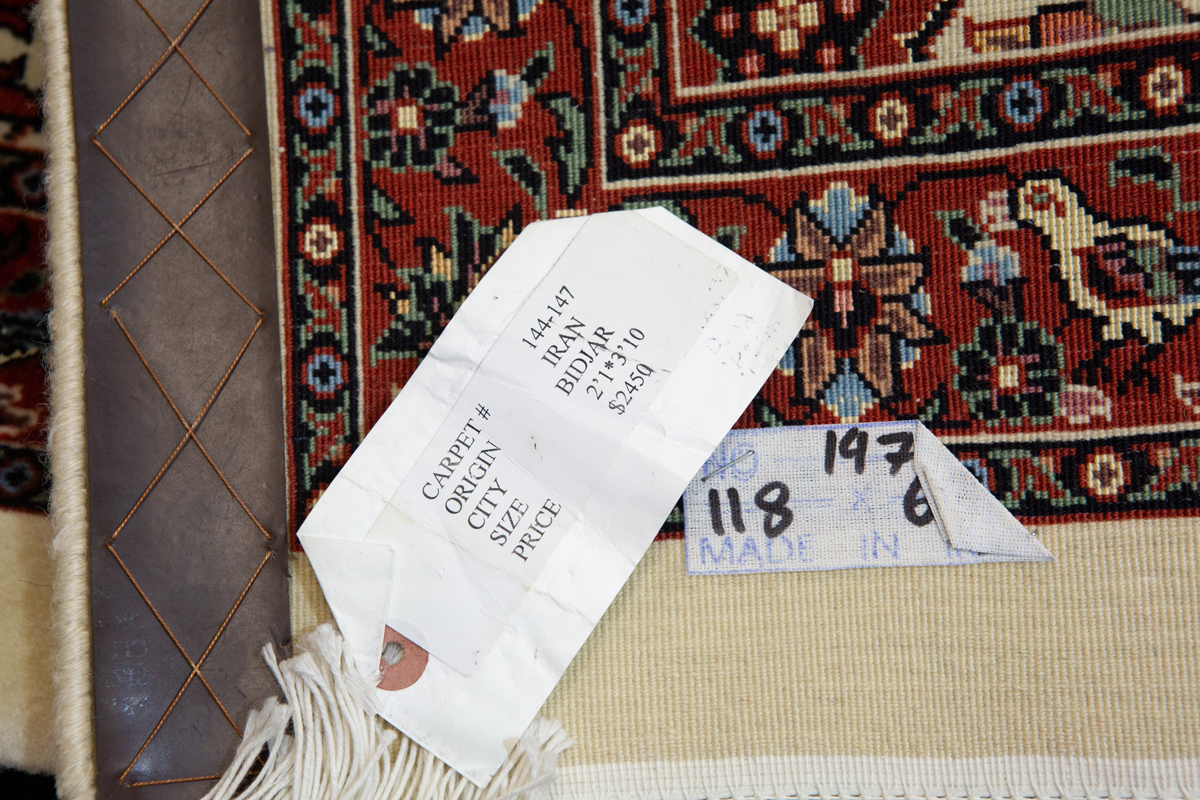 CARPET # 144-147
ORIGIN IRAN
CITY BIDJAR
SIZE 2'1*3'10
PRICE $2450
No 197
118 — x 6
MADE IN